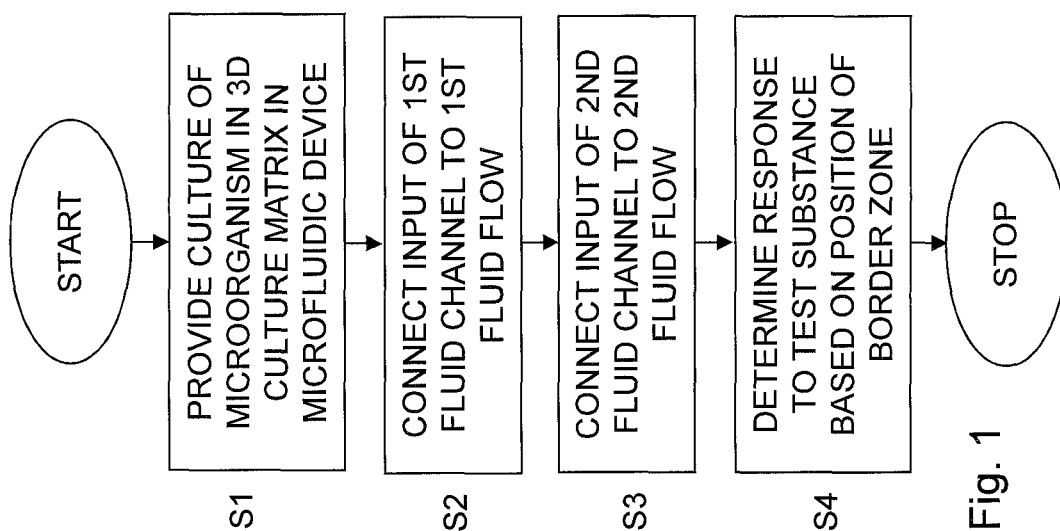 START
S1
PROVIDE CULTURE OF
MICROORGANISM IN 3D
CULTURE MATRIX IN
MICROFLUIDIC DEVICE
S2
CONNECT INPUT OF 1ST
FLUID CHANNEL TO 1ST
FLUID FLOW
S3
CONNECT INPUT OF 2ND
FLUID CHANNEL TO 2ND
FLUID FLOW
S4
DETERMINE RESPONSE
TO TEST SUBSTANCE
BASED ON POSITION OF
BORDER ZONE
STOP
Fig. 1